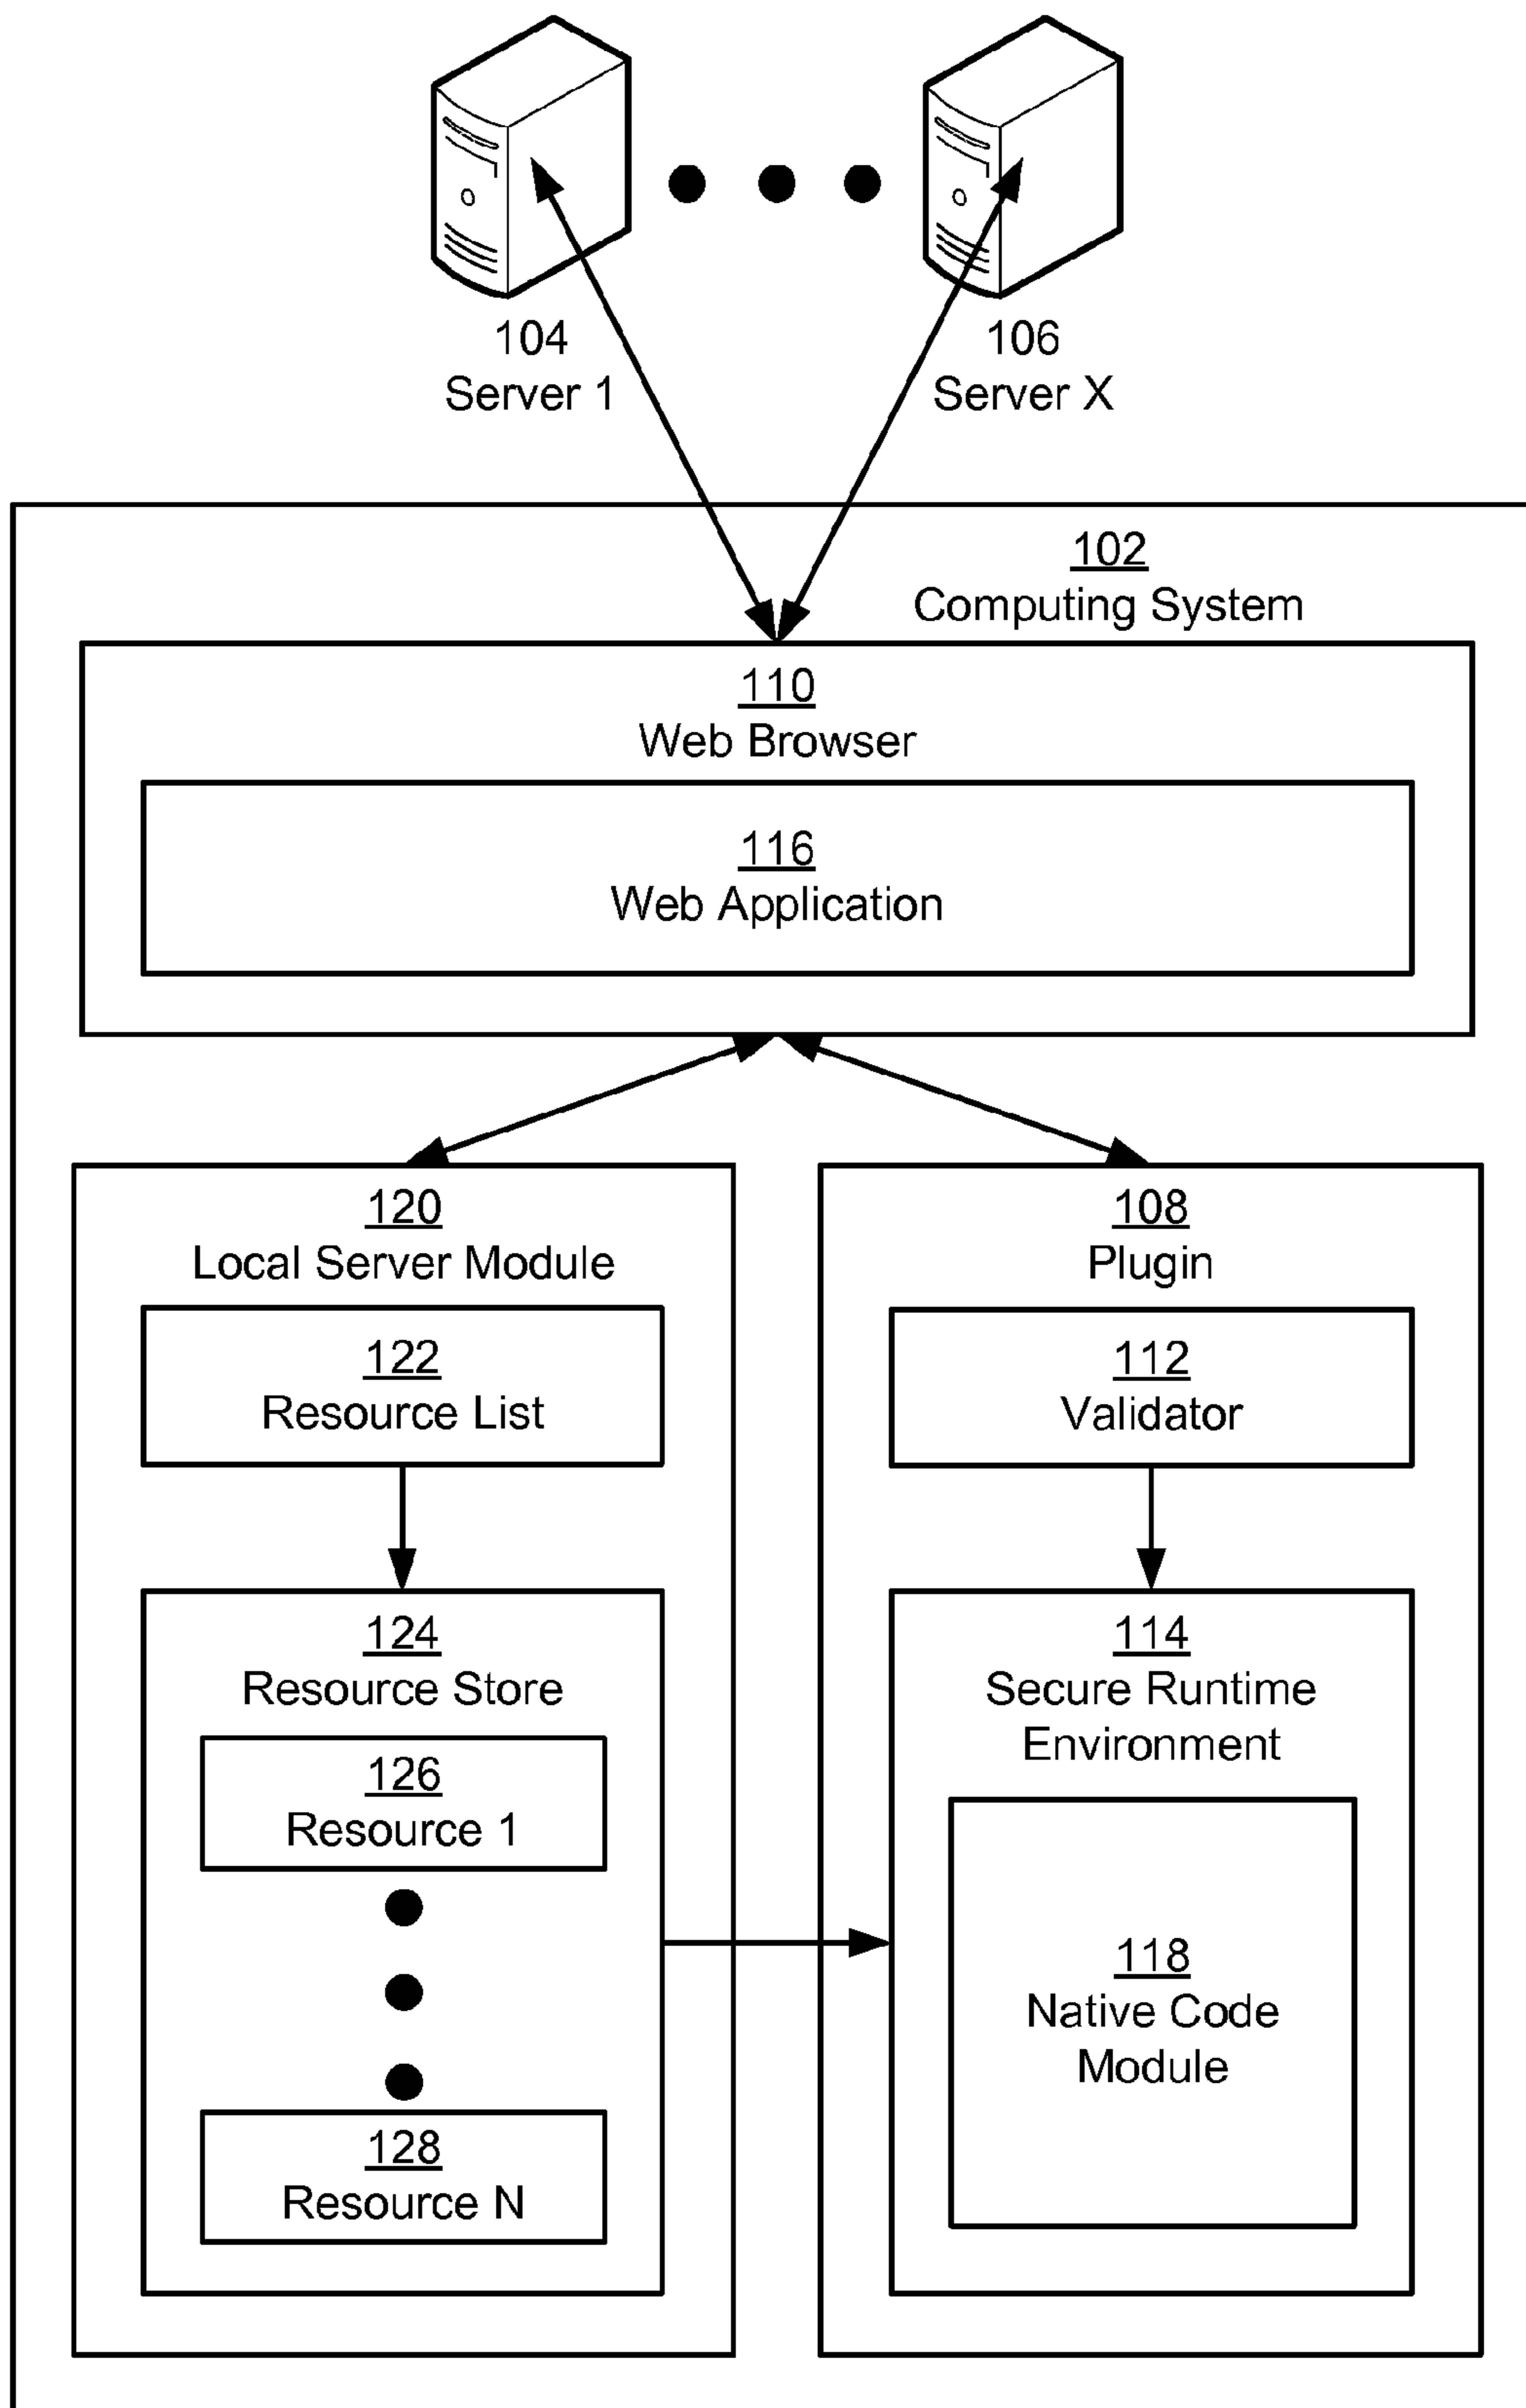 104
Server 1
106
Server X
102
Computing System
110
Web Browser
116
Web Application
120
Local Server Module
122
Resource List
124
Resource Store
126
Resource 1
128
Resource N
108
Plugin
112
Validator
114
Secure Runtime
Environment
118
Native Code
Module